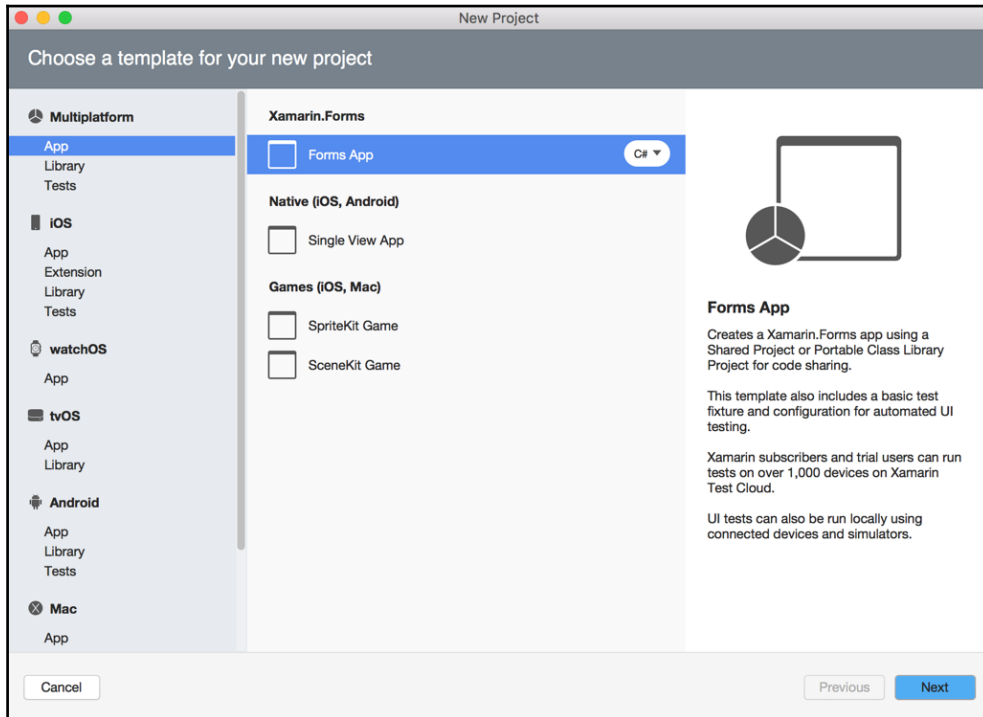 New Project
Choose a template for your new project
Multiplatform
App
Library
Tests
iOS
App
Extension
Library
Tests
watchOS
App
tvOS
App
Library
Android
App
Library
Tests
Mac
App
Xamarin.Forms
Forms App
C#
Native (iOS, Android)
Single View App
Games (iOS, Mac)
SpriteKit Game
SceneKit Game
Forms App
Creates a Xamarin.Forms app using a
Shared Project or Portable Class Library
Project for code sharing.
This template also includes a basic test
fixture and configuration for automated UI
testing.
Xamarin subscribers and trial users can run
tests on over 1,000 devices on Xamarin
Test Cloud.
UI tests can also be run locally using
connected devices and simulators.
Cancel
Previous
Next